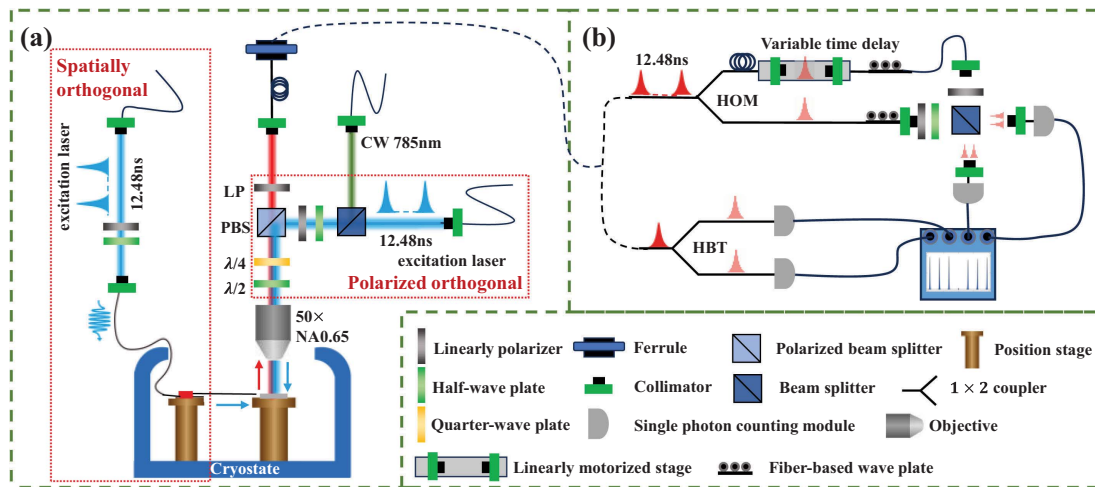 (a)
Spatially
orthogonal
excitation laser
12.48ns
CW 785nm
LP
PBS
12.48ns
excitation laser
λ/4
λ/2
Polarized orthogonal
50×
NA0.65
Cryostate
(b)
Variable time delay
12.48ns
HOM
HBT
Linearly polarizer
Ferrule
Polarized beam splitter
Position stage
Half-wave plate
Collimator
Beam splitter
1 × 2 coupler
Quarter-wave plate
Single photon counting module
Objective
Linearly motorized stage
Fiber-based wave plate